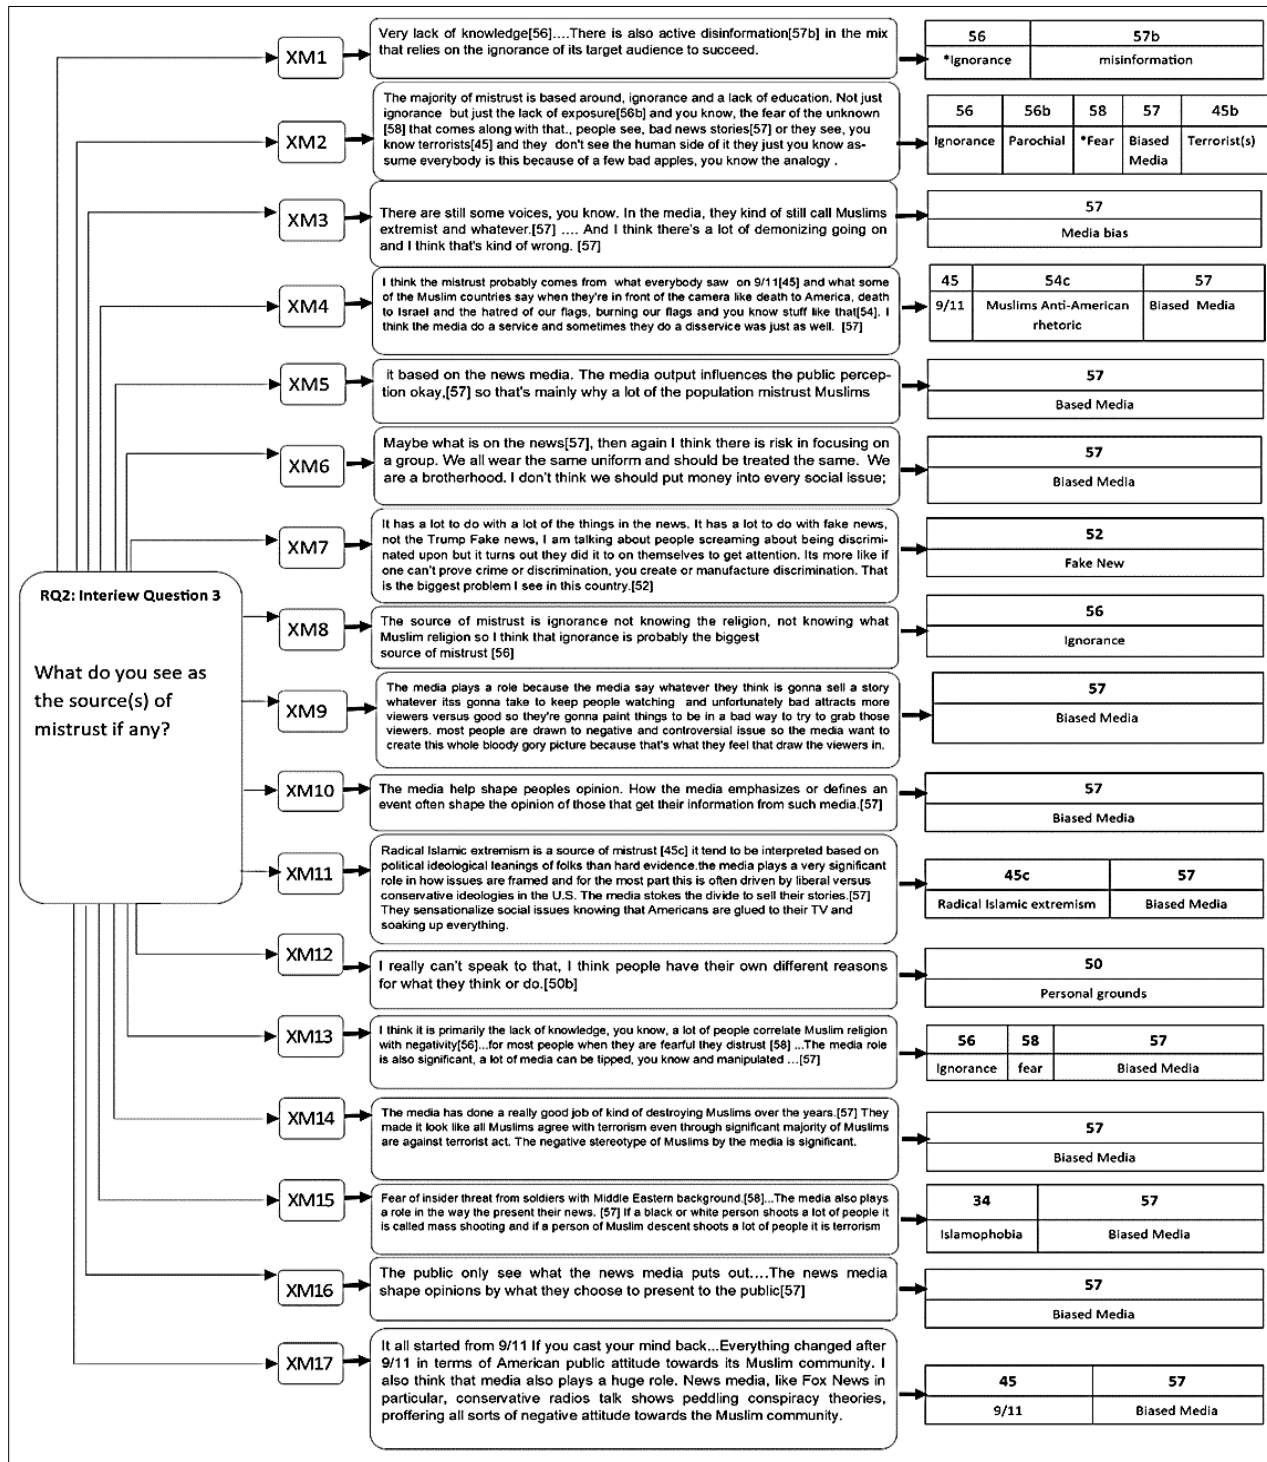 RQ2: Interiew Question 3
What do you see as
the source(s) of
mistrust if any?
XM1
Very lack of knowledge[56]....There is also active disinformation[57b] in the mix
that relies on the ignorance of its target audience to succeed.
56 57b
*Ignorance misinformation
XM2
The majority of mistrust is based around, ignorance and a lack of education. Not just
ignorance but just the lack of exposure[56b] and you know, the fear of the unknown
[58] that comes along with that., people see, bad news stories[57] or they see, you
know terrorists[45] and they don't see the human side of it they just you know as-
sume everybody is this because of a few bad apples, you know the analogy .
56 56b 58 57 45b
Ignorance Parochial *Fear Biased Terrorist(s)
Media
XM3
There are still some voices, you know. In the media, they kind of still call Muslims
extremist and whatever.[57] .... And I think there's a lot of demonizing going on
and I think that's kind of wrong. [57]
57
Media bias
XM4
I think the mistrust probably comes from what everybody saw on 9/11[45] and what some
of the Muslim countries say when they're in front of the camera like death to America, death
to Israel and the hatred of our flags, burning our flags and you know stuff like that[54]. I
think the media do a service and sometimes they do a disservice was just as well. [57]
45 54c 57
9/11 Muslims Anti-American Biased Media
rhetoric
XM5
it based on the news media. The media output influences the public percep-
tion okay,[57] so that's mainly why a lot of the population mistrust Muslims
57
Based Media
XM6
Maybe what is on the news[57], then again I think there is risk in focusing on
a group. We all wear the same uniform and should be treated the same. We
are a brotherhood. I don't think we should put money into every social issue;
57
Biased Media
XM7
It has a lot to do with a lot of the things in the news. It has a lot to do with fake news,
not the Trump Fake news, I am talking about people screaming about being discrimi-
nated upon but it turns out they did it to on themselves to get attention. Its more like if
one can't prove crime or discrimination, you create or manufacture discrimination. That
is the biggest problem I see in this country.[52]
52
Fake New
XM8
The source of mistrust is ignorance not knowing the religion, not knowing what
Muslim religion so I think that ignorance is probably the biggest
source of mistrust [56]
56
Ignorance
XM9
The media plays a role because the media say whatever they think is gonna sell a story
whatever itss gonna take to keep people watching and unfortunately bad attracts more
viewers versus good so they're gonna paint things to be in a bad way to try to grab those
viewers. most people are drawn to negative and controversial issue so the media want to
create this whole bloody gory picture because that's what they feel that draw the viewers in.
57
Biased Media
XM10
The media help shape peoples opinion. How the media emphasizes or defines an
event often shape the opinion of those that get their information from such media.[57]
57
Biased Media
XM11
Radical Islamic extremism is a source of mistrust [45c] it tend to be interpreted based on
political ideological leanings of folks than hard evidence.the media plays a very significant
role in how issues are framed and for the most part this is often driven by liberal versus
conservative ideologies in the U.S. The media stokes the divide to sell their stories.[57]
They sensationalize social issues knowing that Americans are glued to their TV and
soaking up everything.
45c 57
Radical Islamic extremism Biased Media
XM12
I really can't speak to that, I think people have their own different reasons
for what they think or do.[50b]
50
Personal grounds
XM13
I think it is primarily the lack of knowledge, you know, a lot of people correlate Muslim religion
with negativity[56]...for most people when they are fearful they distrust [58] ...The media role
is also significant, a lot of media can be tipped, you know and manipulated ...[57]
56 58 57
Ignorance fear Biased Media
XM14
The media has done a really good job of kind of destroying Muslims over the years.[57] They
made it look like all Muslims agree with terrorism even through significant majority of Muslims
are against terrorist act. The negative stereotype of Muslims by the media is significant.
57
Biased Media
XM15
Fear of insider threat from soldiers with Middle Eastern background.[58]...The media also plays
a role in the way the present their news. [57] If a black or white person shoots a lot of people it
is called mass shooting and if a person of Muslim descent shoots a lot of people it is terrorism
34 57
Islamophobia Biased Media
XM16
The public only see what the news media puts out....The news media
shape opinions by what they choose to present to the public[57]
57
Biased Media
XM17
It all started from 9/11 If you cast your mind back...Everything changed after
9/11 in terms of American public attitude towards its Muslim community. I
also think that media also plays a huge role. News media, like Fox News in
particular, conservative radios talk shows peddling conspiracy theories,
proffering all sorts of negative attitude towards the Muslim community.
45 57
9/11 Biased Media